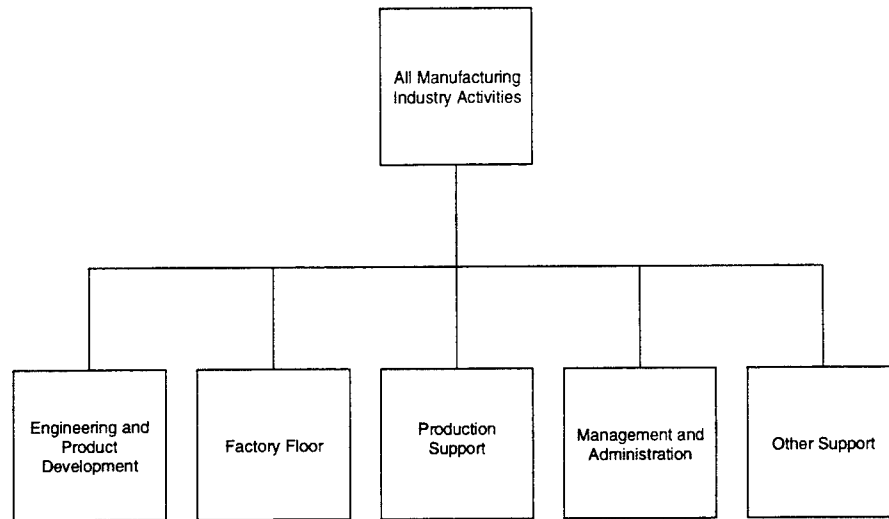 All Manufacturing
Industry Activities
Engineering and
Product
Development
Factory Floor
Production
Support
Management and
Administration
Other Support